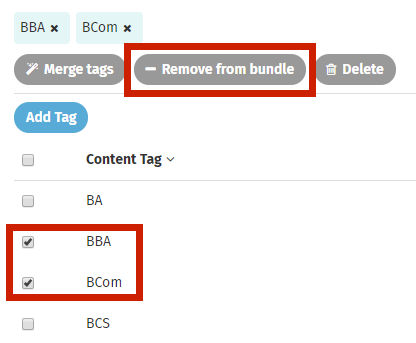 BBA × BCom ×
Merge tags Remove from bundle Delete
Add Tag
Content Tag
BA
BBA
BCom
BCS